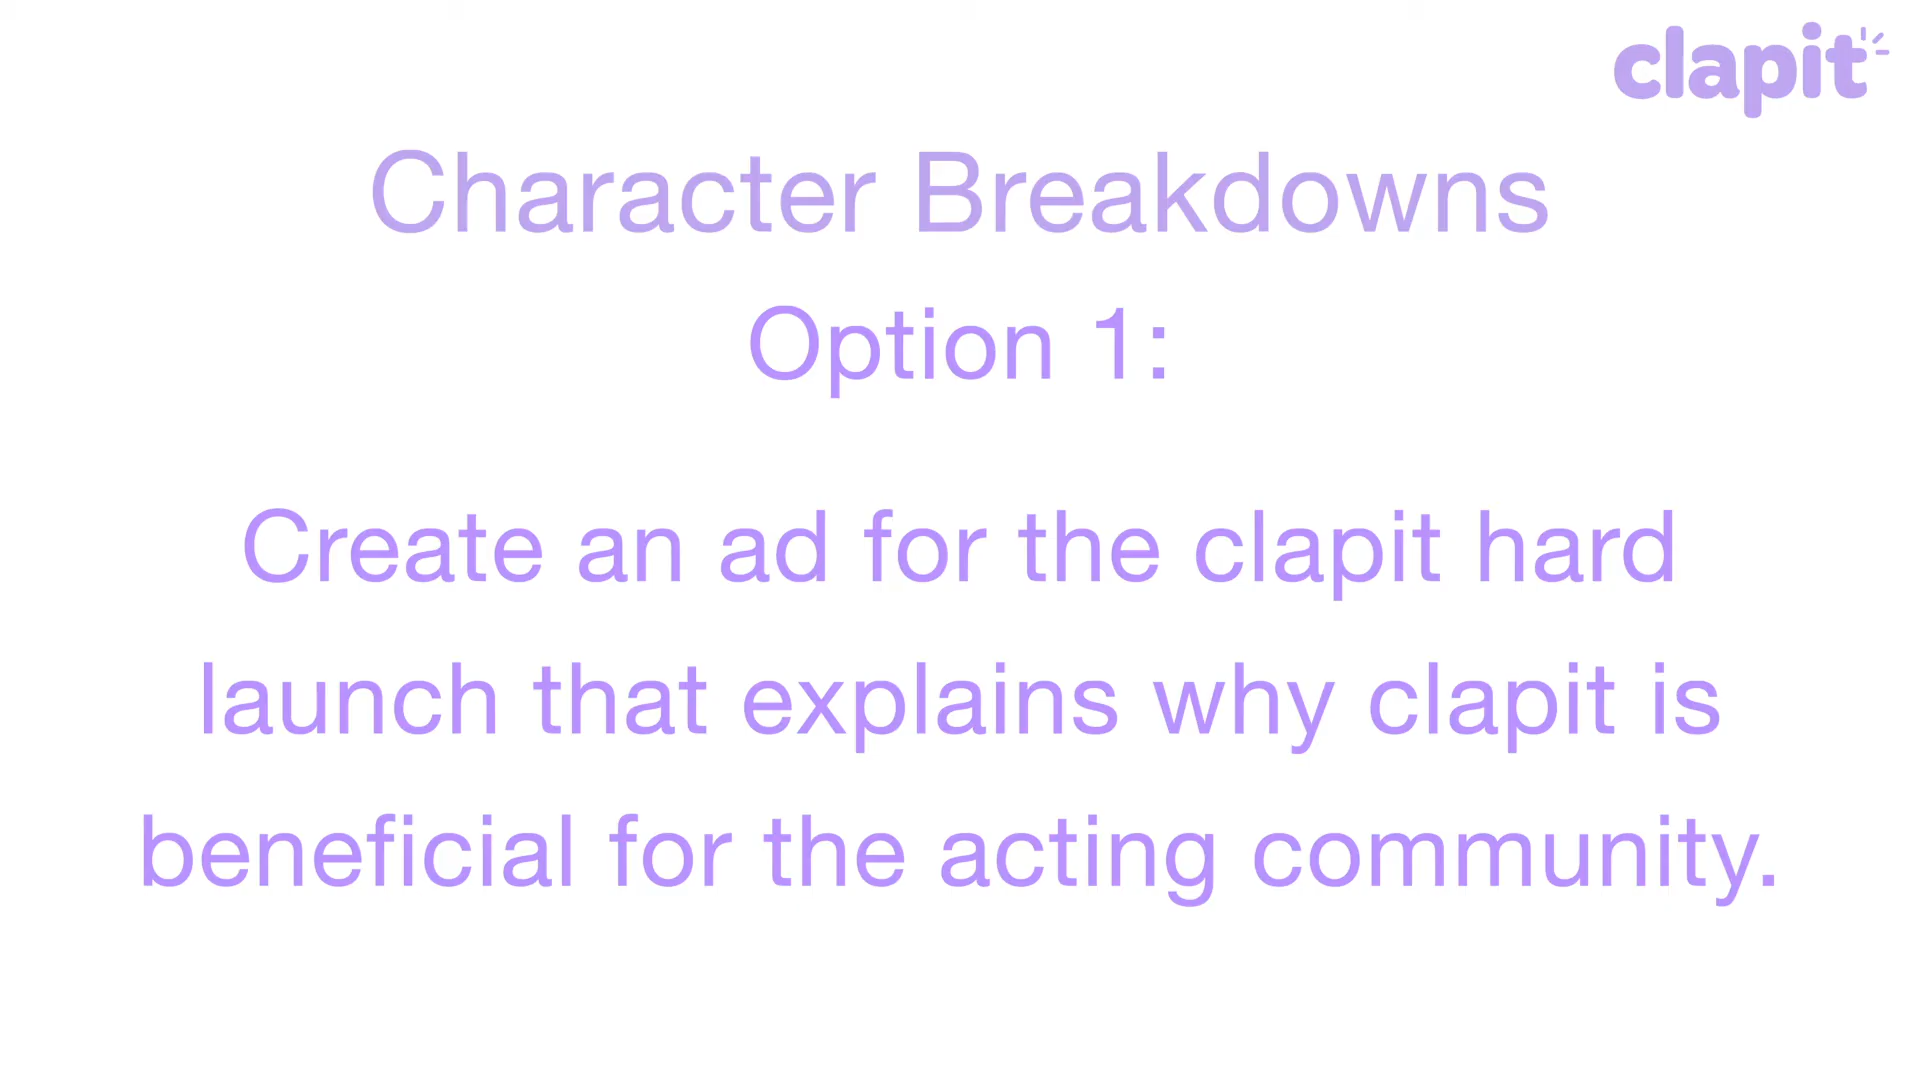 clapit
Character Breakdowns
Option 1:
Create an ad for the clapit hard
launch that explains why clapit is
beneficial for the acting community.